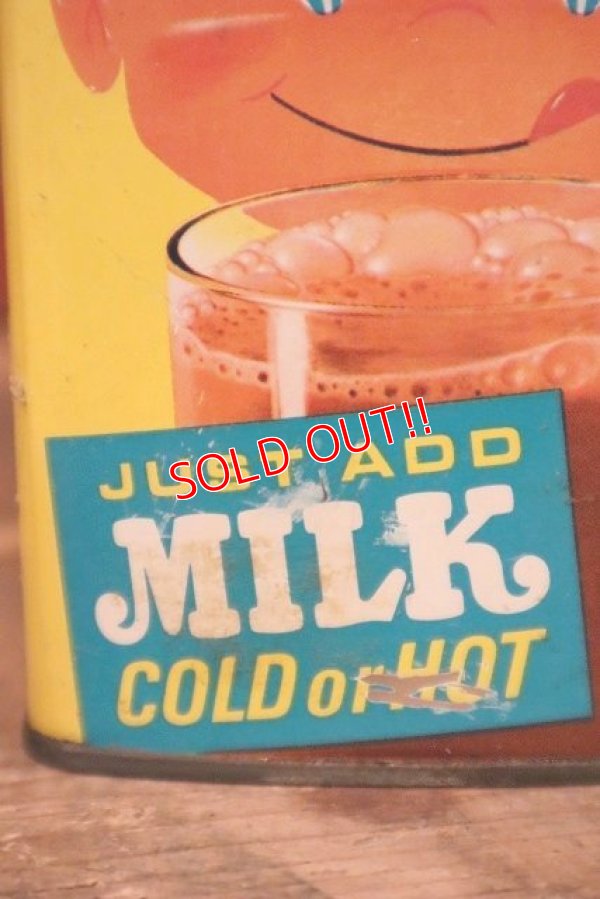 JUST ADD
SOLD OUT!!
MILK
COLD or HOT